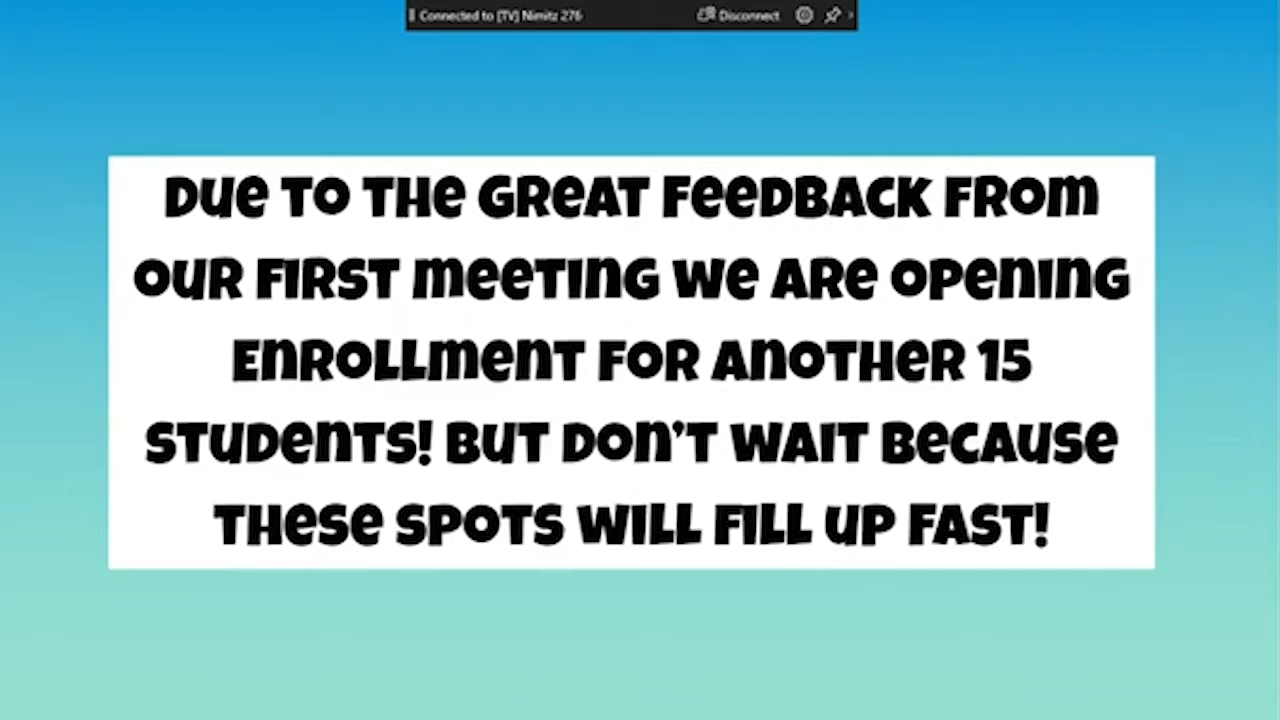 Connected to [TV] Nimitz 276 Disconnect
Due to the great feedback from
our first meeting we are opening
enrollment for another 15
students! But don't wait because
these spots will fill up fast!